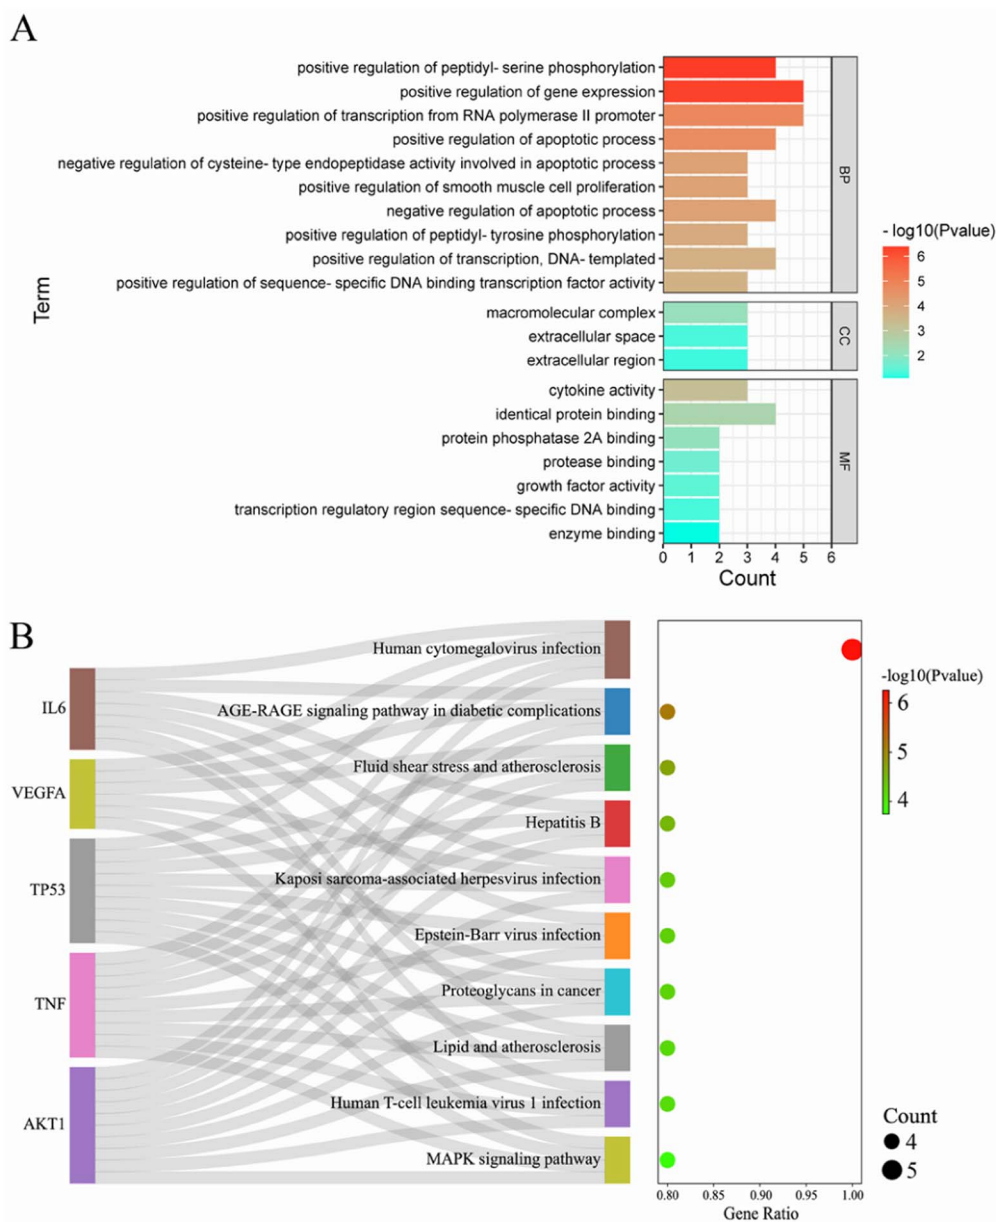 A
positive regulation of peptidyl- serine phosphorylation
positive regulation of gene expression
positive regulation of transcription from RNA polymerase II promoter
positive regulation of apoptotic process
negative regulation of cysteine- type endopeptidase activity involved in apoptotic process
positive regulation of smooth muscle cell proliferation
negative regulation of apoptotic process
positive regulation of peptidyl- tyrosine phosphorylation
positive regulation of transcription, DNA- templated
positive regulation of sequence- specific DNA binding transcription factor activity
BP
macromolecular complex
extracellular space
extracellular region
CC
cytokine activity
identical protein binding
protein phosphatase 2A binding
protease binding
growth factor activity
transcription regulatory region sequence- specific DNA binding
enzyme binding
MF
Term
0 1 2 3 4 5 6
Count
- log10(Pvalue)
6
5
4
3
2
B
IL6
VEGFA
TP53
TNF
AKT1
Human cytomegalovirus infection
AGE-RAGE signaling pathway in diabetic complications
Fluid shear stress and atherosclerosis
Hepatitis B
Kaposi sarcoma-associated herpesvirus infection
Epstein-Barr virus infection
Proteoglycans in cancer
Lipid and atherosclerosis
Human T-cell leukemia virus 1 infection
MAPK signaling pathway
0.80 0.85 0.90 0.95 1.00
Gene Ratio
-log10(Pvalue)
6
5
4
Count
4
5